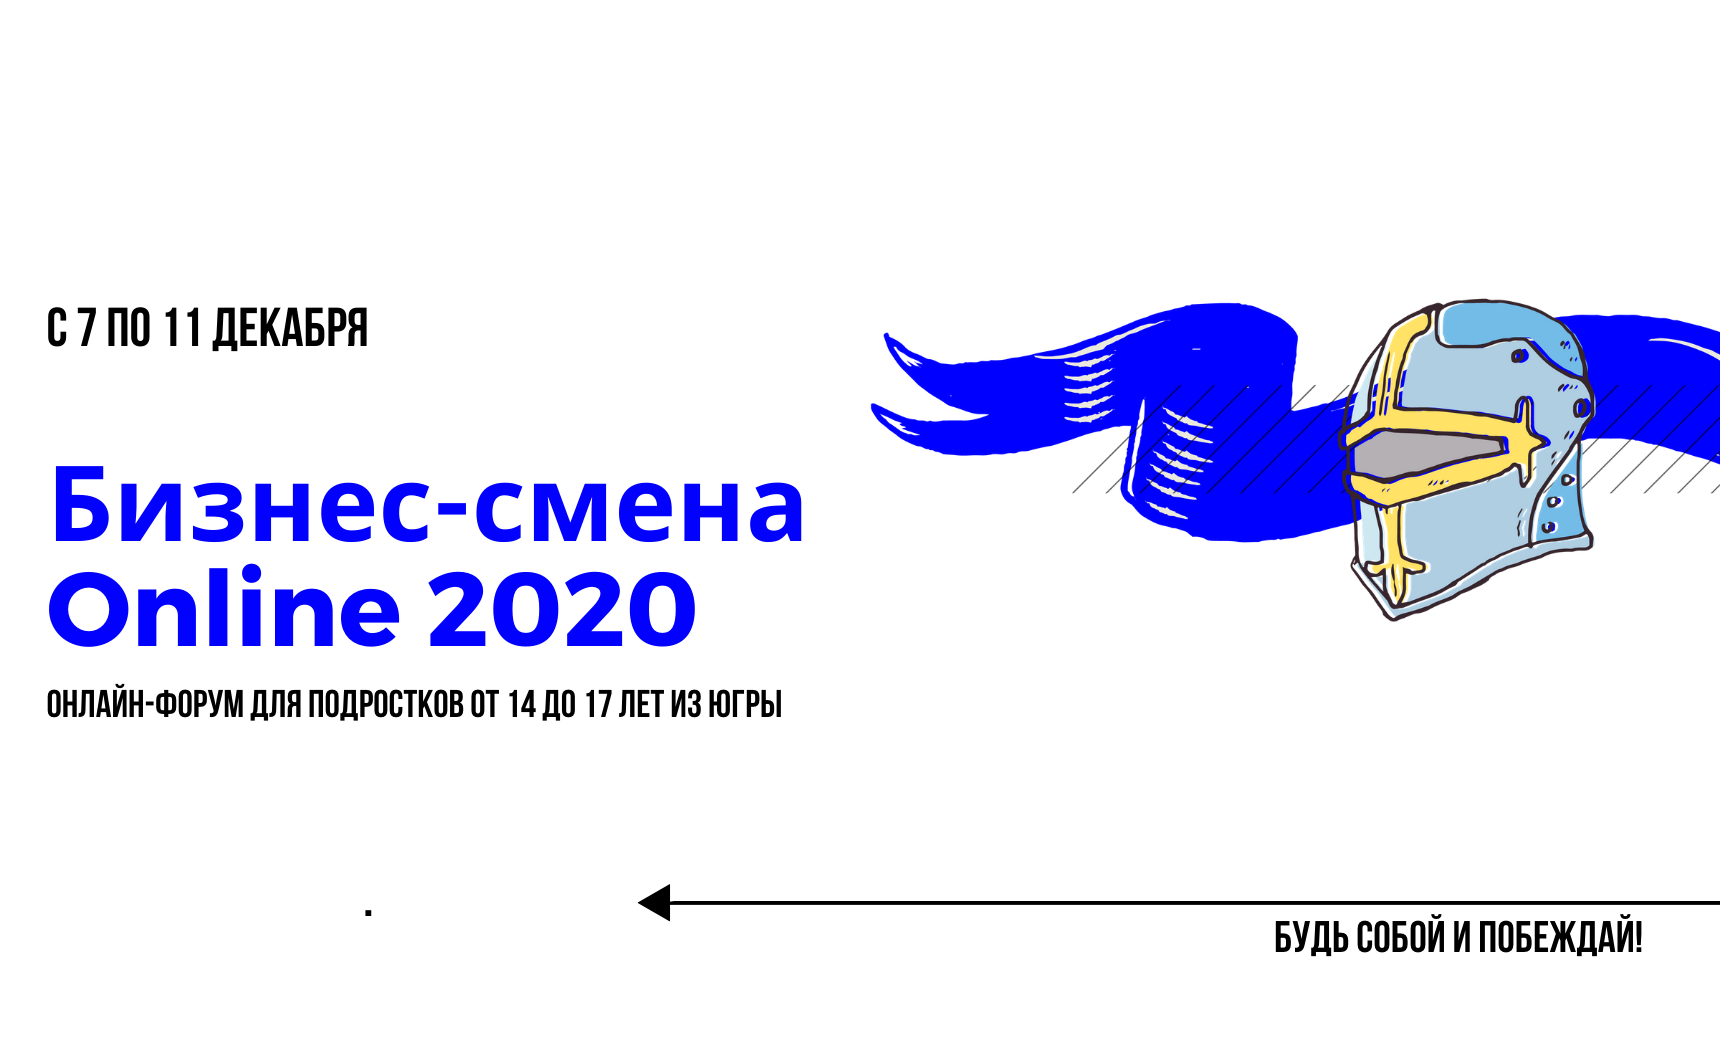 С 7 ПО 11 ДЕКАБРЯ
Бизнес-смена
Online 2020
ОНЛАЙН-ФОРУМ ДЛЯ ПОДРОСТКОВ ОТ 14 ДО 17 ЛЕТ ИЗ ЮГРЫ
.
БУДЬ СОБОЙ И ПОБЕЖДАЙ!